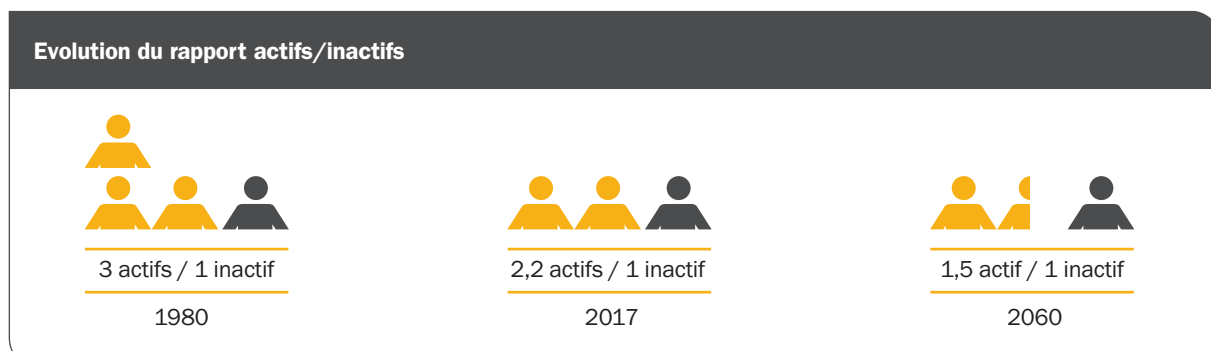 Evolution du rapport actifs/inactifs
3 actifs / 1 inactif
2,2 actifs / 1 inactif
1,5 actif / 1 inactif
1980
2017
2060